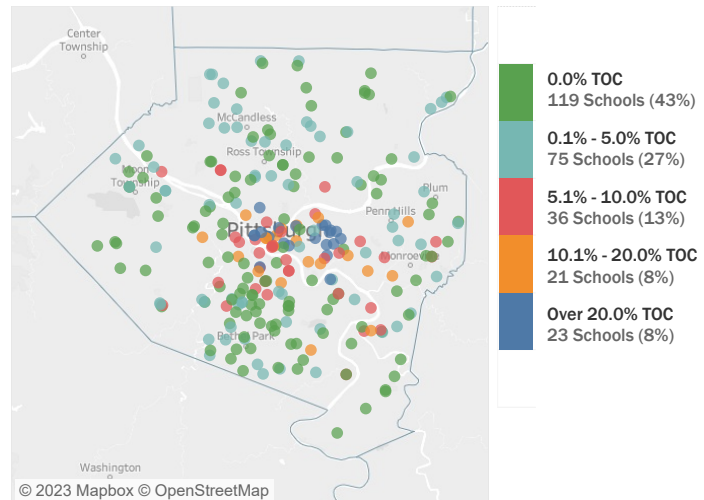 Center
Township
McCandless
Ross Township
Moon
Township
Plum
Penn Hills
Pittsburgh
Monroeville
Bethel Park
Washington
© 2023 Mapbox © OpenStreetMap
0.0% TOC
119 Schools (43%)
0.1% - 5.0% TOC
75 Schools (27%)
5.1% - 10.0% TOC
36 Schools (13%)
10.1% - 20.0% TOC
21 Schools (8%)
Over 20.0% TOC
23 Schools (8%)